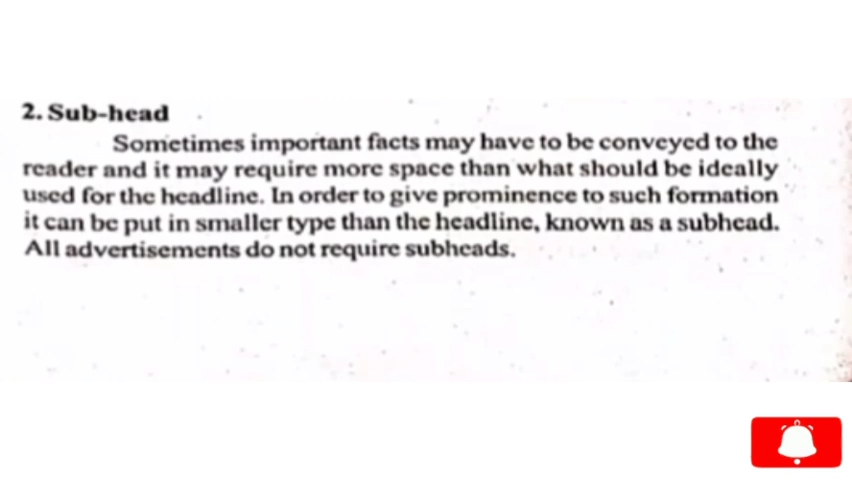 2. Sub-head
Sometimes important facts may have to be conveyed to the
reader and it may require more space than what should be ideally
used for the headline. In order to give prominence to such formation
it can be put in smaller type than the headline, known as a subhead.
All advertisements do not require subheads.